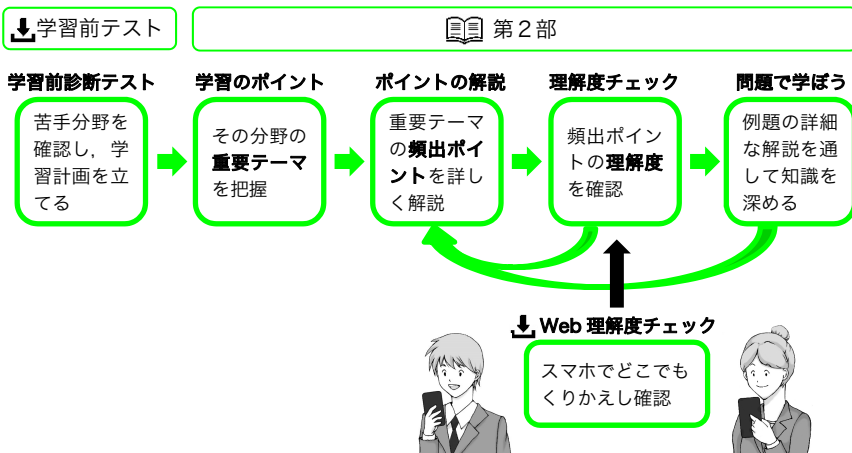 学習前テスト
第2部
学習前診断テスト
苦手分野を
確認し，学
習計画を立
てる
学習のポイント
その分野の
重要テーマ
を把握
ポイントの解説
重要テーマ
の頻出ポイ
ントを詳し
く解説
理解度チェック
頻出ポイン
トの理解度
を確認
問題で学ぼう
例題の詳細
な解説を通
して知識を
深める
Web 理解度チェック
スマホでどこでも
くりかえし確認